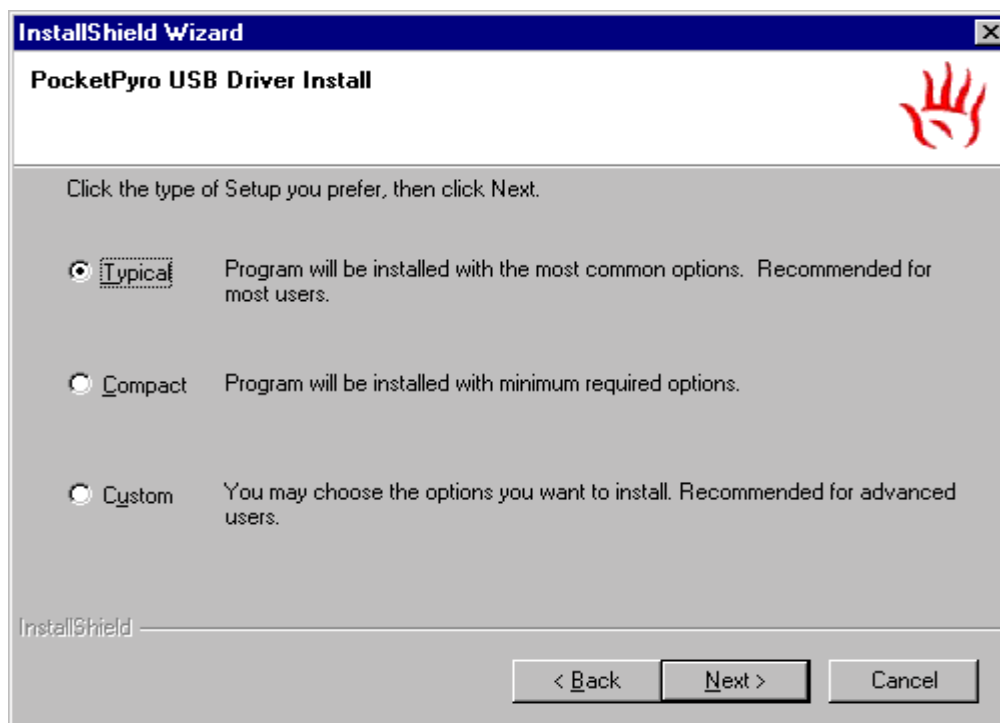 InstallShield Wizard
PocketPyro USB Driver Install
Click the type of Setup you prefer, then click Next.
Typical
Program will be installed with the most common options.  Recommended for
most users.
Compact
Program will be installed with minimum required options.
Custom
You may choose the options you want to install. Recommended for advanced
users.
InstallShield
< Back
Next >
Cancel